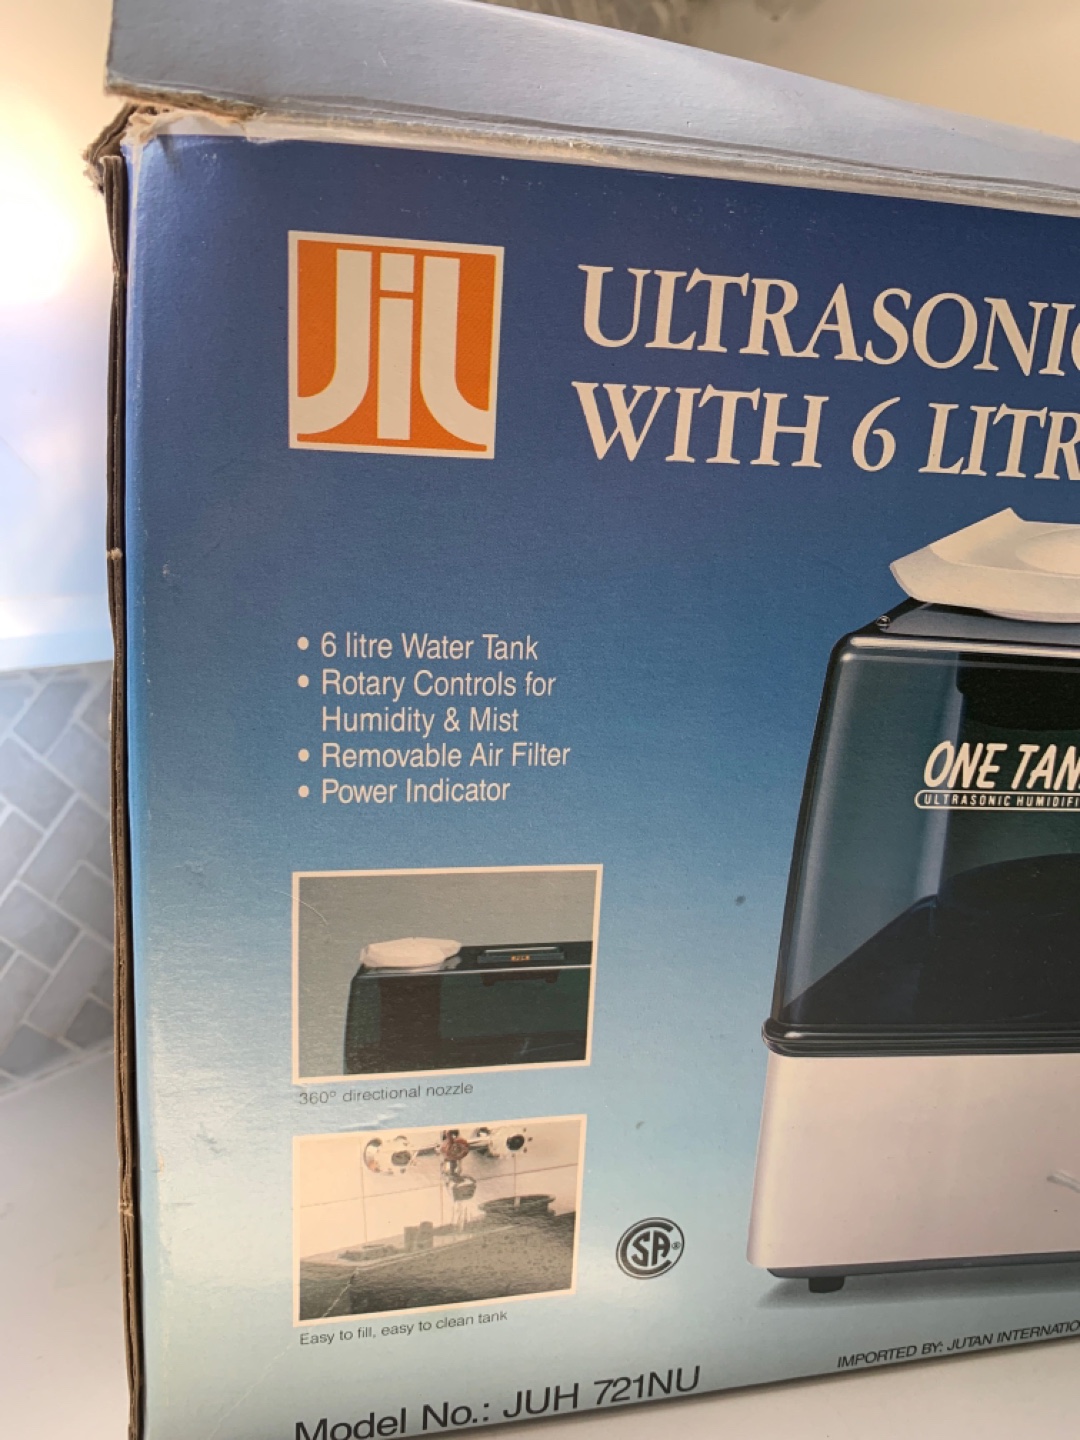 JIL
ULTRASONIC
WITH 6 LITR
• 6 litre Water Tank
• Rotary Controls for
Humidity & Mist
• Removable Air Filter
• Power Indicator
ONE TAN
ULTRASONIC HUMIDIFI
360° directional nozzle
CSA®
Easy to fill, easy to clean tank
IMPORTED BY: JUTAN INTERNATIO
Model No.: JUH 721NU